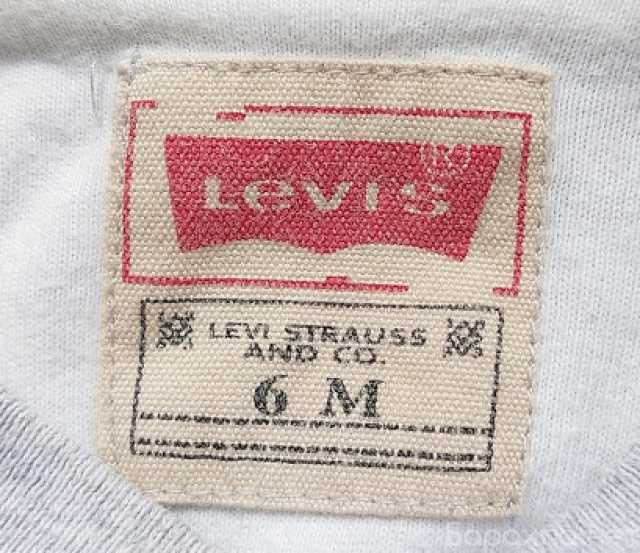 LEVI'S ®
LEVI STRAUSS
AND CO.
6 M